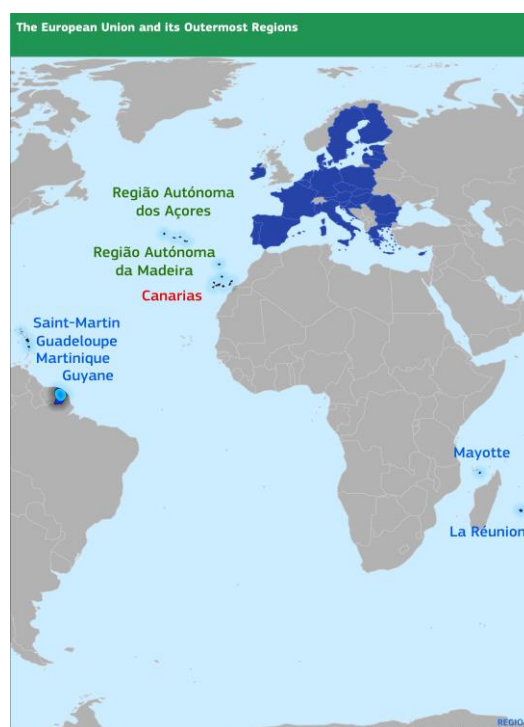 The European Union and its Outermost Regions
Região Autónoma
dos Açores
Região Autónoma
da Madeira
Canarias
Saint-Martin
Guadeloupe
Martinique
Guyane
Mayotte
La Réunion